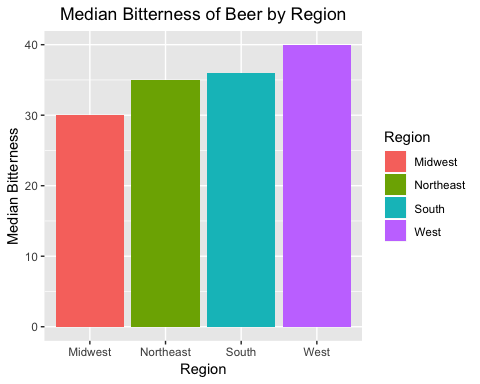 Median Bitterness of Beer by Region
Median Bitterness
40
30
20
10
0
Midwest Northeast South West
Region
Region
Midwest
Northeast
South
West